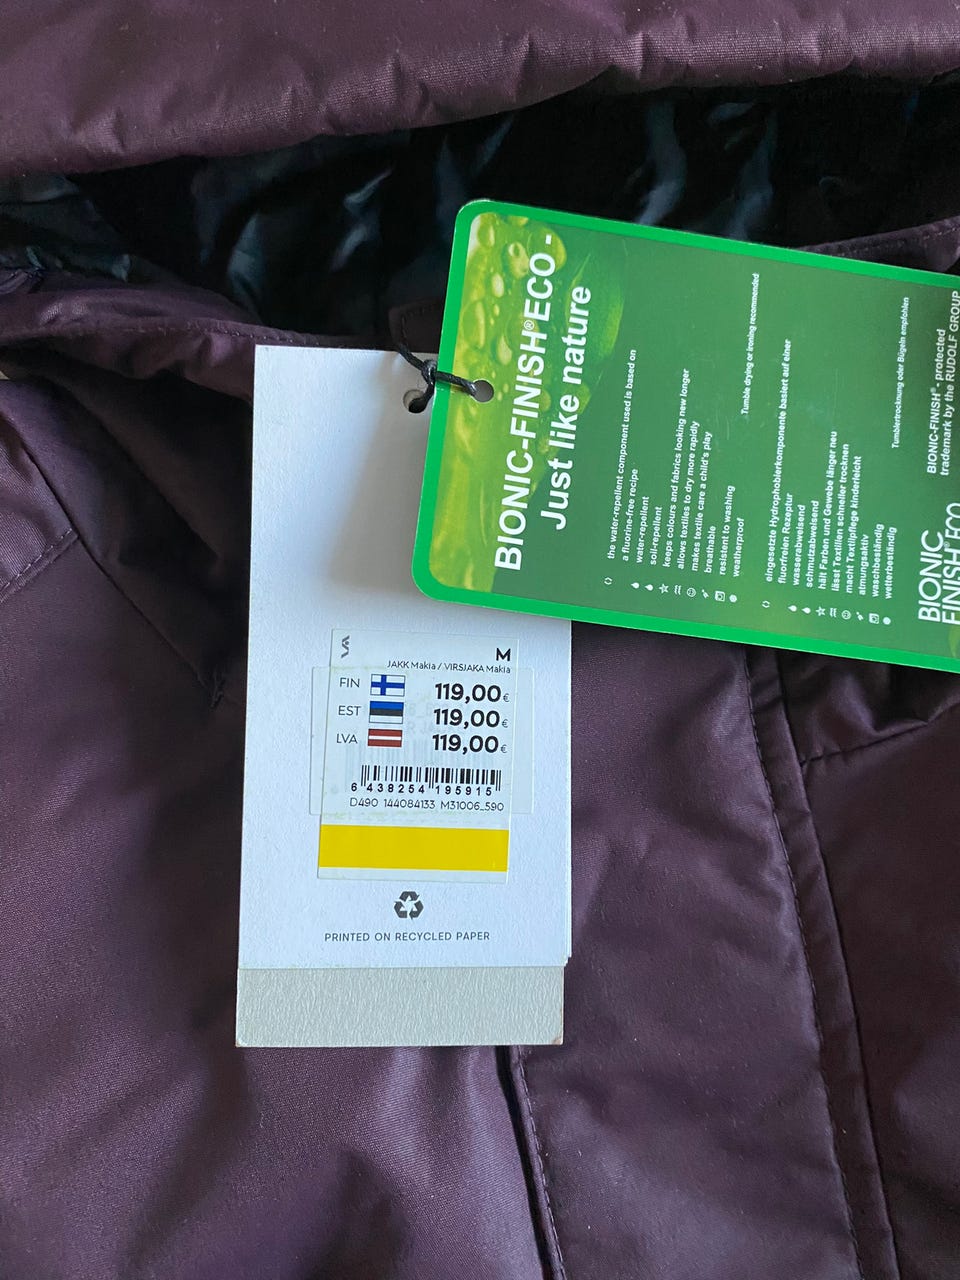 BIONIC-FINISH®ECO -
Just like nature
the water-repellent component used is based on
a fluorine-free recipe
water-repellent
soil-repellent
keeps colours and fabrics looking new longer
allows textiles to dry more rapidly
makes textile care a child's play
breathable
resistent to washing
weatherproof
Tumble drying or ironing recommended
eingesetzte Hydrophobierkomponente basiert auf einer
fluorfreien Rezeptur
wasserabweisend
schmutzabweisend
hält Farben und Gewebe länger neu
lässt Textilien schneller trocknen
macht Textilpflege kinderleicht
atmungsaktiv
waschbeständig
wetterbeständig
Tumblertrocknung oder Bügeln empfohlen
BIONIC
FINISH® ECO
BIONIC-FINISH® - protected
trademark by the RUDOLF GROUP
M
JAKK Makia / VIRSJAKA Makia
FIN 119,00€
EST 119,00€
LVA 119,00€
6 438254 195915
D490 144084133 M31006_590
PRINTED ON RECYCLED PAPER